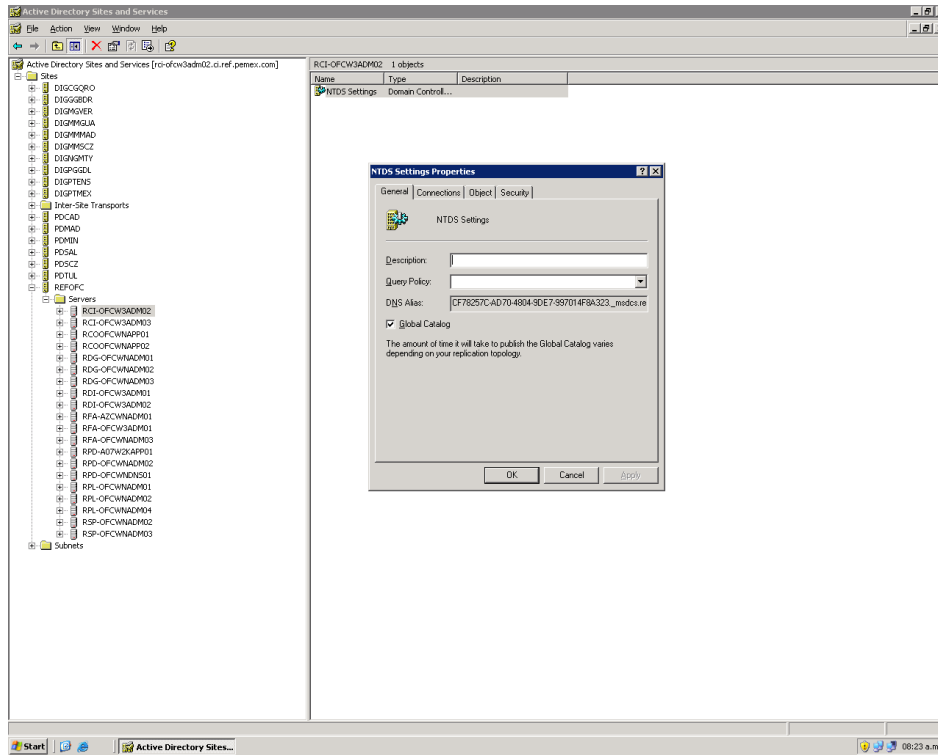 Active Directory Sites and Services
File Action View Window Help
Active Directory Sites and Services [rci-ofcw3adm02.ci.ref.pemex.com]
Sites
DIGCGQRO
DIGGGBDR
DIGMGVER
DIGMMGUA
DIGMMMAD
DIGMMSCZ
DIGNGMTY
DIGPGGDL
DIGPTENS
DIGPTMEX
Inter-Site Transports
PDCAD
PDMAD
PDMIN
PDSAL
PDSCZ
PDTUL
REFOFC
Servers
RCI-OFCW3ADM02
RCI-OFCW3ADM03
RCOOFCWNAPP01
RCOOFCWNAPP02
RDG-OFCWNADM01
RDG-OFCWNADM02
RDG-OFCWNADM03
RDI-OFCW3ADM01
RDI-OFCW3ADM02
RFA-AZCWNADM01
RFA-OFCW3ADM01
RFA-OFCWNADM03
RPD-A07W2KAPP01
RPD-OFCWNADM02
RPD-OFCWNDNS01
RPL-OFCWNADM01
RPL-OFCWNADM02
RPL-OFCWNADM04
RSP-OFCWNADM02
RSP-OFCWNADM03
Subnets
RCI-OFCW3ADM02 1 objects
Name Type Description
NTDS Settings Domain Controll...
NTDS Settings Properties
General Connections Object Security
NTDS Settings
Description:
Query Policy:
DNS Alias: CF78257C-AD70-4804-9DE7-997014F8A323._msdcs.re
Global Catalog
The amount of time it will take to publish the Global Catalog varies
depending on your replication topology.
OK Cancel Apply
Start Active Directory Sites... 08:23 a.m